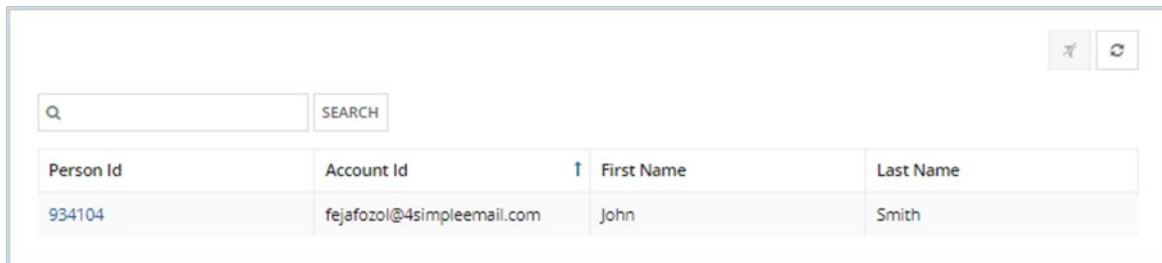 SEARCH
Person Id Account Id First Name Last Name
934104 fejafozol@4simpleemail.com John Smith